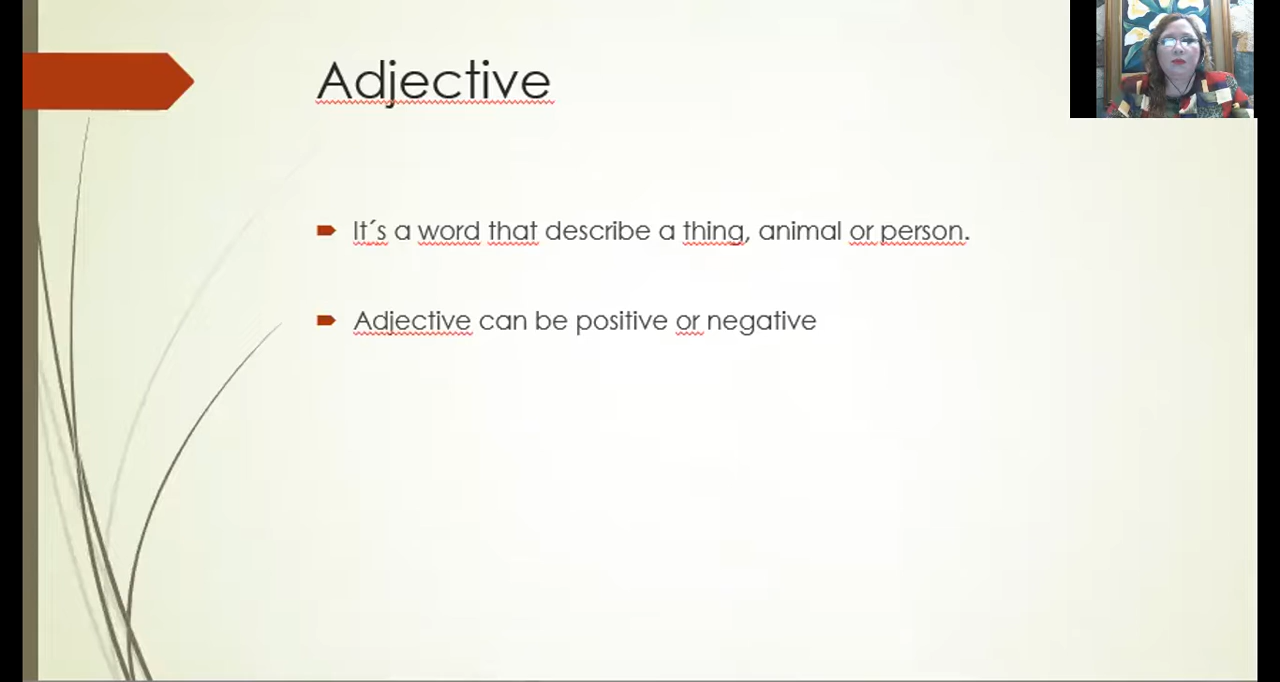 Adjective
It´s a word that describe a thing, animal or person.
Adjective can be positive or negative